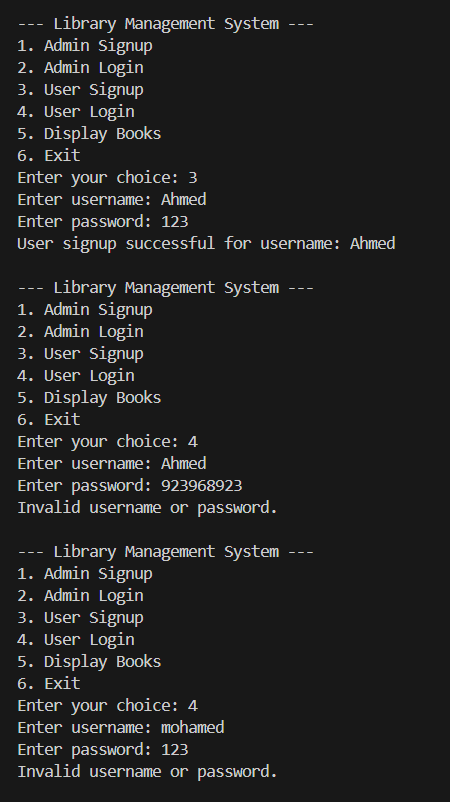 --- Library Management System ---
1. Admin Signup
2. Admin Login
3. User Signup
4. User Login
5. Display Books
6. Exit
Enter your choice: 3
Enter username: Ahmed
Enter password: 123
User signup successful for username: Ahmed

--- Library Management System ---
1. Admin Signup
2. Admin Login
3. User Signup
4. User Login
5. Display Books
6. Exit
Enter your choice: 4
Enter username: Ahmed
Enter password: 923968923
Invalid username or password.

--- Library Management System ---
1. Admin Signup
2. Admin Login
3. User Signup
4. User Login
5. Display Books
6. Exit
Enter your choice: 4
Enter username: mohamed
Enter password: 123
Invalid username or password.